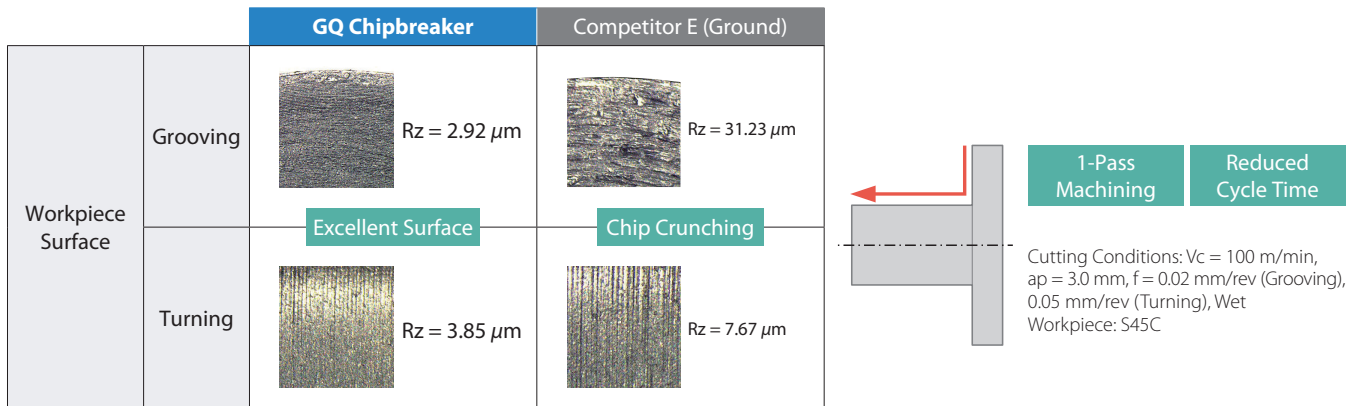 GQ Chipbreaker
Competitor E (Ground)
Workpiece
Surface
Grooving
Rz = 2.92 µm
Rz = 31.23 µm
Excellent Surface
Chip Crunching
Turning
Rz = 3.85 µm
Rz = 7.67 µm
1-Pass
Machining
Reduced
Cycle Time
Cutting Conditions: Vc = 100 m/min,
ap = 3.0 mm, f = 0.02 mm/rev (Grooving),
0.05 mm/rev (Turning), Wet
Workpiece: S45C